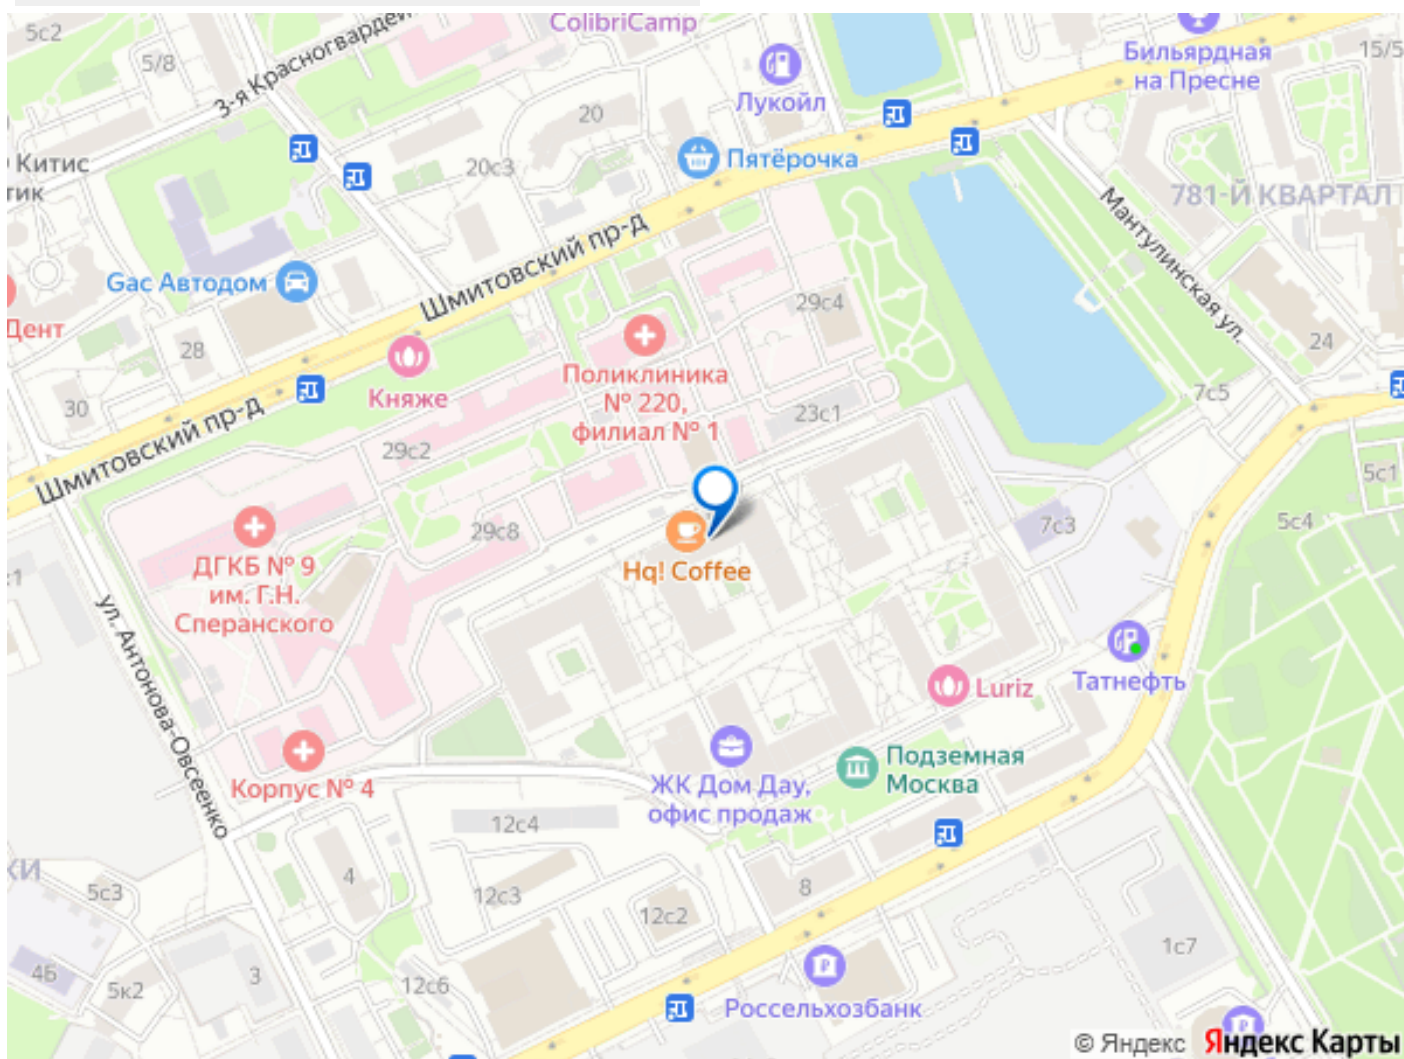 5с2
5/8
3-я Красногвардей
ColibriCamp
Лукойл
Бильярдная
на Пресне
15/5
20
20с3
Пятёрочка
Китис
тик
781-Й КВАРТАЛ
Мантулинская ул.
Gac Автодом
Шмитовский пр-д
29с4
Дент
28
Княже
Поликлиника
№ 220,
филиал № 1
24
7с5
30
Шмитовский пр-д
29с2
23с1
5с1
29с8
7с3
5с4
ДГКБ № 9
им. Г.Н.
Сперанского
Hq! Coffee
ул. Антонова-Овсеенко
Luriz
Татнефть
Корпус № 4
ЖК Дом Дау,
офис продаж
Подземная
Москва
12с4
КИ
5с3
4
12с3
12с2
8
1с7
4Б
5к2
3
12с6
Россельхозбанк
© Яндекс Яндекс Карты